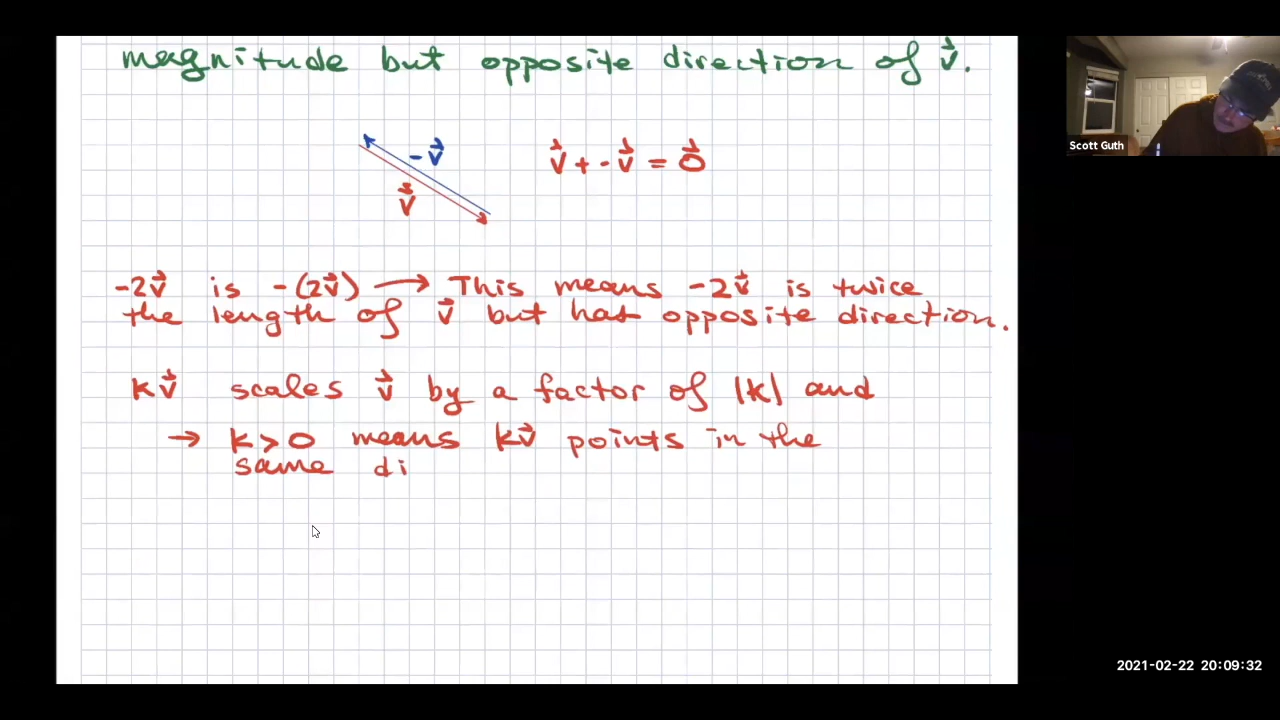 magnitude but opposite direction of v⃗.
-v⃗
v⃗
v⃗ + -v⃗ = 0⃗
-2v⃗ is -(2v⃗) → This means -2v⃗ is twice
the length of v⃗ but has opposite direction.
kv⃗ scales v⃗ by a factor of |k| and
→ k > 0 means kv⃗ points in the
same di
Scott Guth
2021-02-22 20:09:32